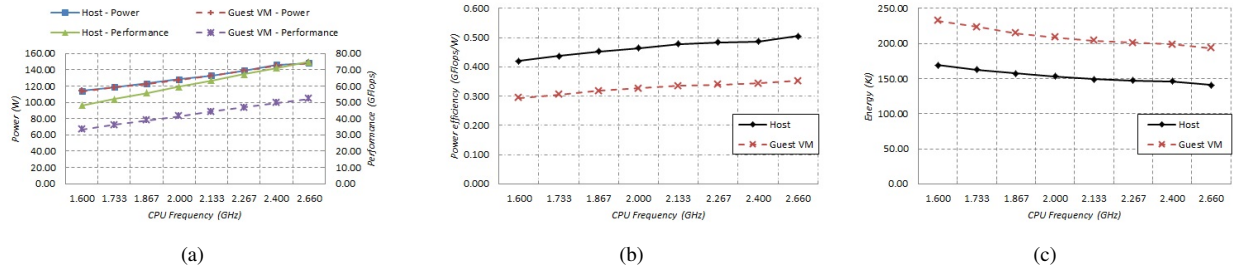 Host - Power
Guest VM - Power
Host - Performance
Guest VM - Performance
160.00
140.00
120.00
100.00
80.00
60.00
40.00
20.00
0.00
Power (W)
80.00
70.00
60.00
50.00
40.00
30.00
20.00
10.00
0.00
Performance (GFlops)
1.600 1.733 1.867 2.000 2.133 2.267 2.400 2.660
CPU Frequency (GHz)
(a)
0.600
0.500
0.400
0.300
0.200
0.100
0.000
Power efficiency (GFlops/W)
Host
Guest VM
1.600 1.733 1.867 2.000 2.133 2.267 2.400 2.660
CPU Frequency (GHz)
(b)
250.00
200.00
150.00
100.00
50.00
0.00
Energy (KJ)
Host
Guest VM
1.600 1.733 1.867 2.000 2.133 2.267 2.400 2.660
CPU Frequency (GHz)
(c)